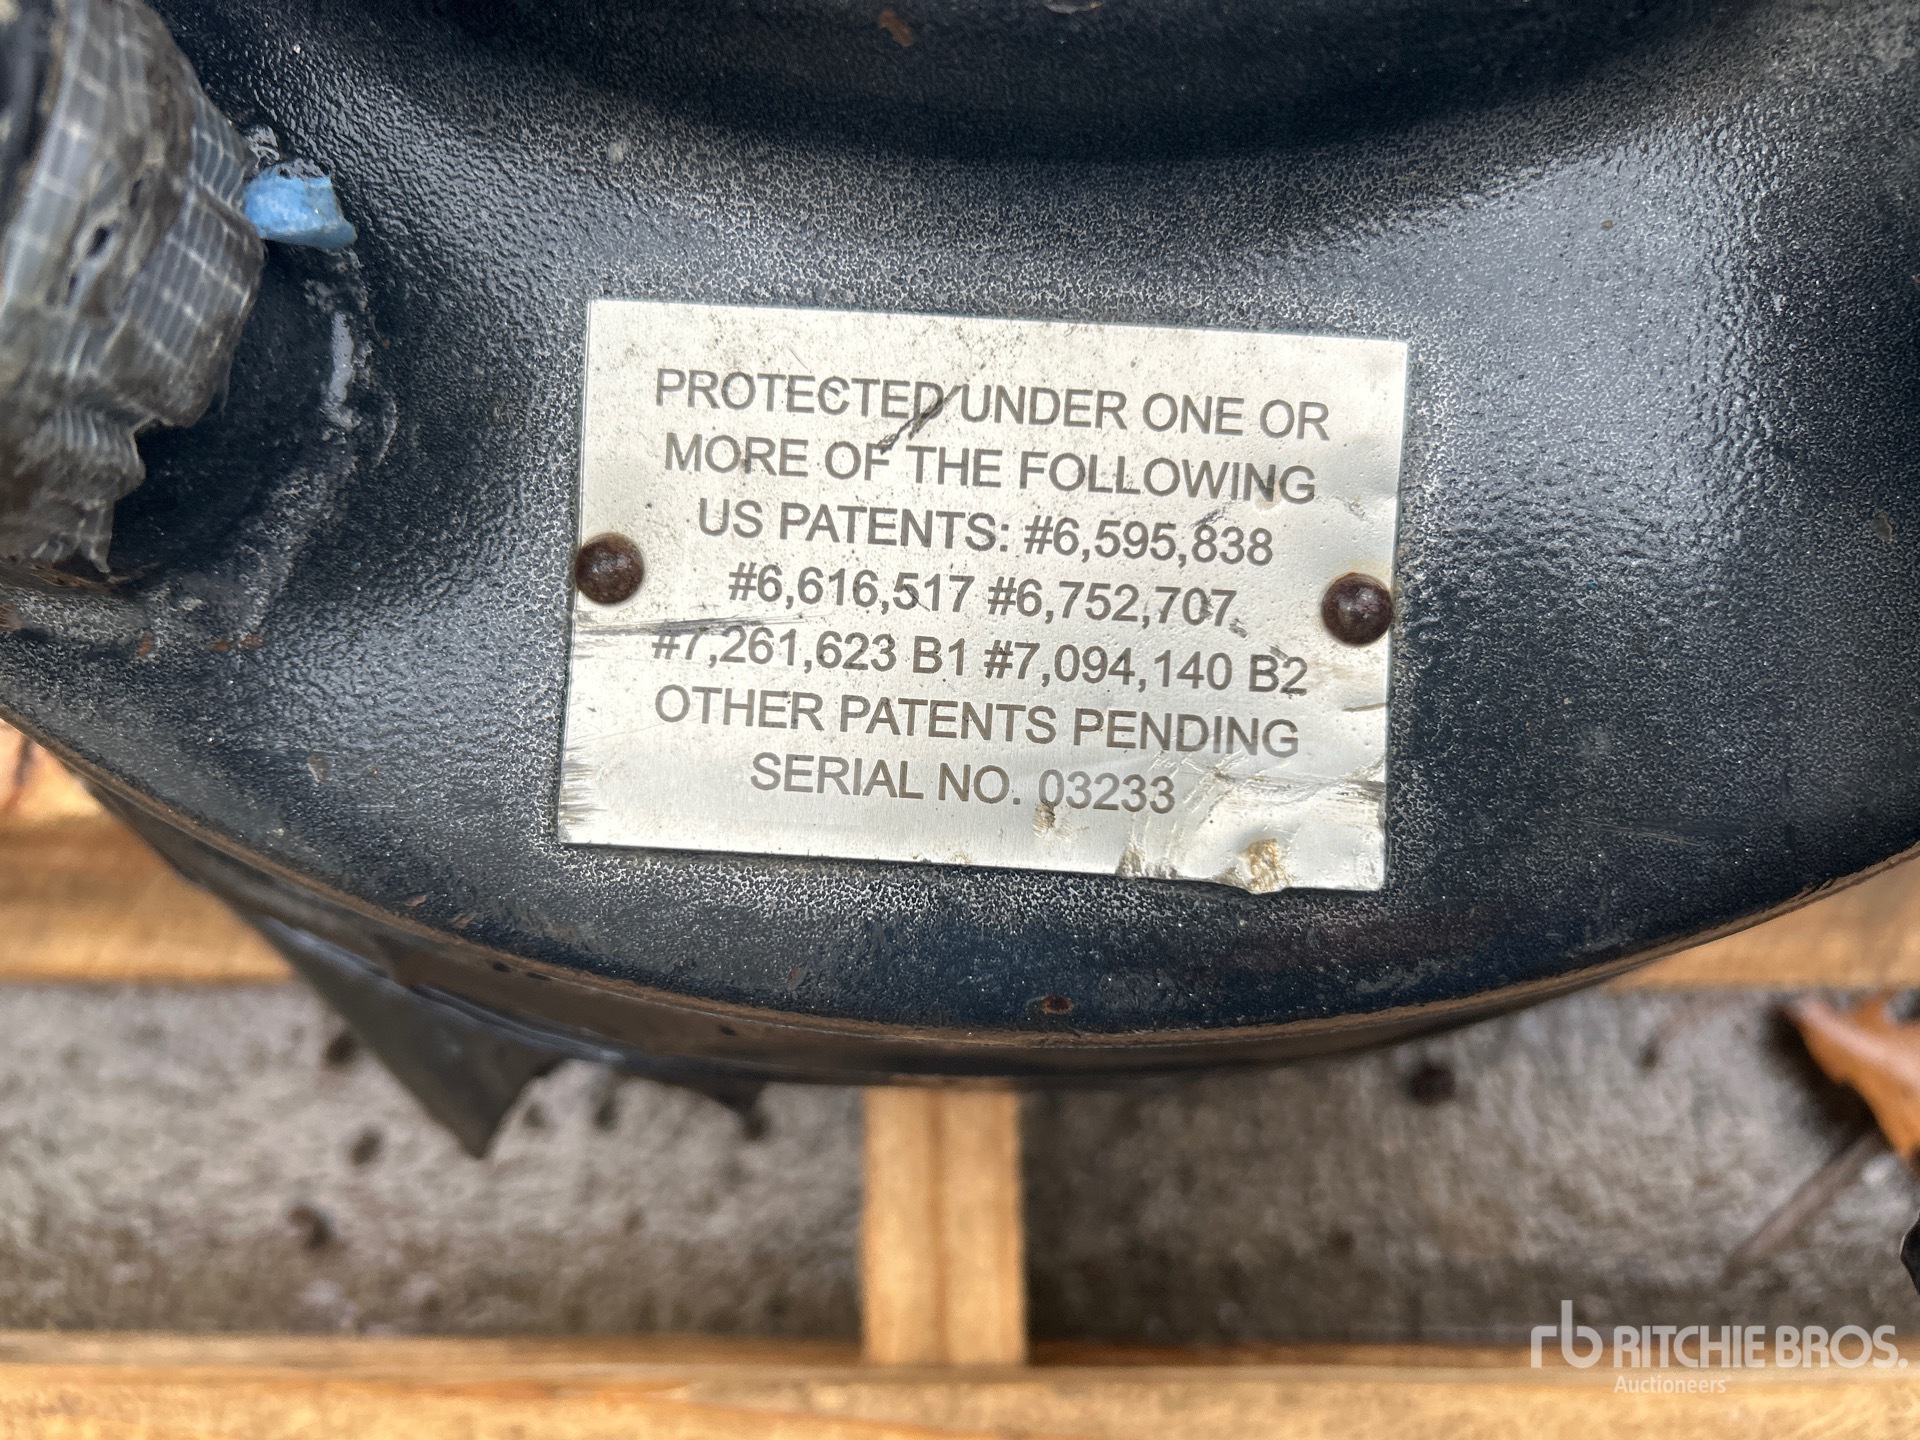 PROTECTED UNDER ONE OR
MORE OF THE FOLLOWING
US PATENTS: #6,595,838
#6,616,517 #6,752,707
#7,261,623 B1 #7,094,140 B2
OTHER PATENTS PENDING
SERIAL NO. 03233
rb RITCHIE BROS.
Auctioneers